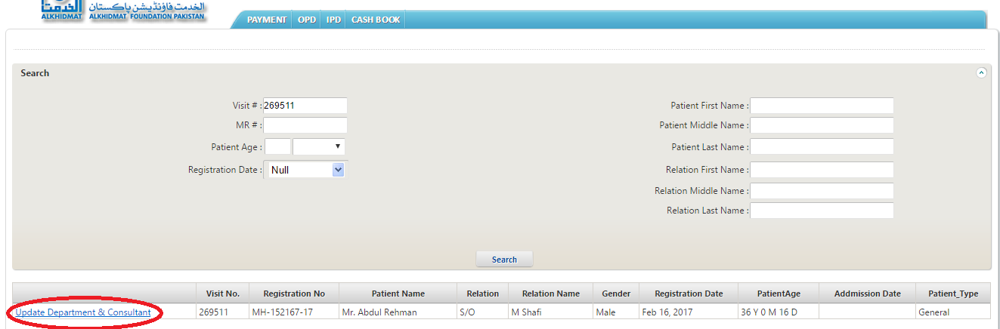 الخدمت فاؤنڈیشن پاکستان
الخدمت
ALKHIDMAT ALKHIDMAT FOUNDATION PAKISTAN
PAYMENT OPD IPD CASH BOOK
Search
Visit # : 269511
Patient First Name :
MR # :
Patient Middle Name :
Patient Age :
Patient Last Name :
Registration Date : Null
Relation First Name :
Relation Middle Name :
Relation Last Name :
Search
Visit No. Registration No Patient Name Relation Relation Name Gender Registration Date PatientAge Addmission Date Patient_Type
Update Department & Consultant 269511 MH-152167-17 Mr. Abdul Rehman S/O M Shafi Male Feb 16, 2017 36 Y 0 M 16 D General